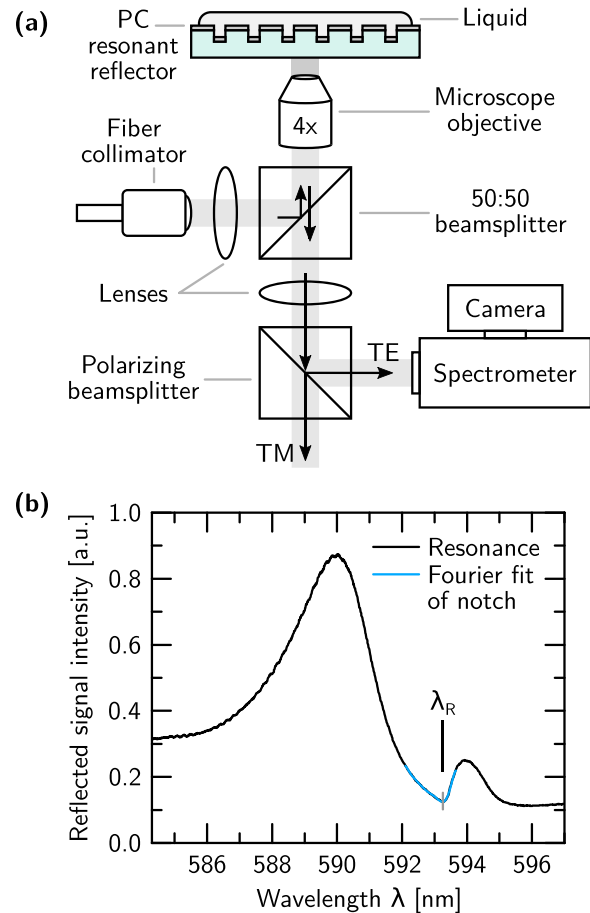 (a)
PC
resonant
reflector
Liquid
4x
Microscope
objective
Fiber
collimator
50:50
beamsplitter
Lenses
Camera
Polarizing
beamsplitter
TE
Spectrometer
TM
(b)
Reflected signal intensity [a.u.]
1.0
0.8
0.6
0.4
0.2
0.0
Resonance
Fourier fit
of notch
λR
586
588
590
592
594
596
Wavelength λ [nm]